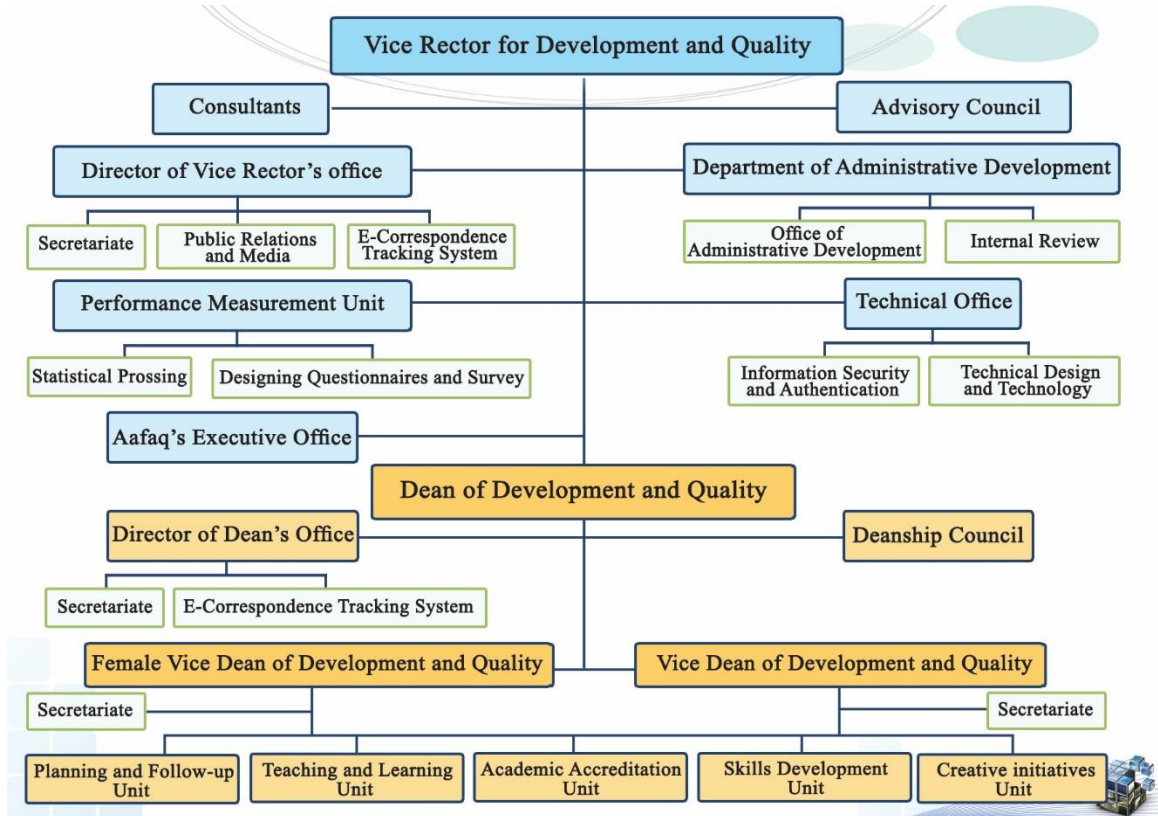 Vice Rector for Development and Quality
Consultants
Advisory Council
Director of Vice Rector's office
Department of Administrative Development
Secretariate
Public Relations
and Media
E-Correspondence
Tracking System
Office of
Administrative Development
Internal Review
Performance Measurement Unit
Technical Office
Statistical Prossing
Designing Questionnaires and Survey
Information Security
and Authentication
Technical Design
and Technology
Aafaq's Executive Office
Dean of Development and Quality
Director of Dean's Office
Deanship Council
Secretariate
E-Correspondence Tracking System
Female Vice Dean of Development and Quality
Vice Dean of Development and Quality
Secretariate
Secretariate
Planning and Follow-up
Unit
Teaching and Learning
Unit
Academic Accreditation
Unit
Skills Development
Unit
Creative initiatives
Unit